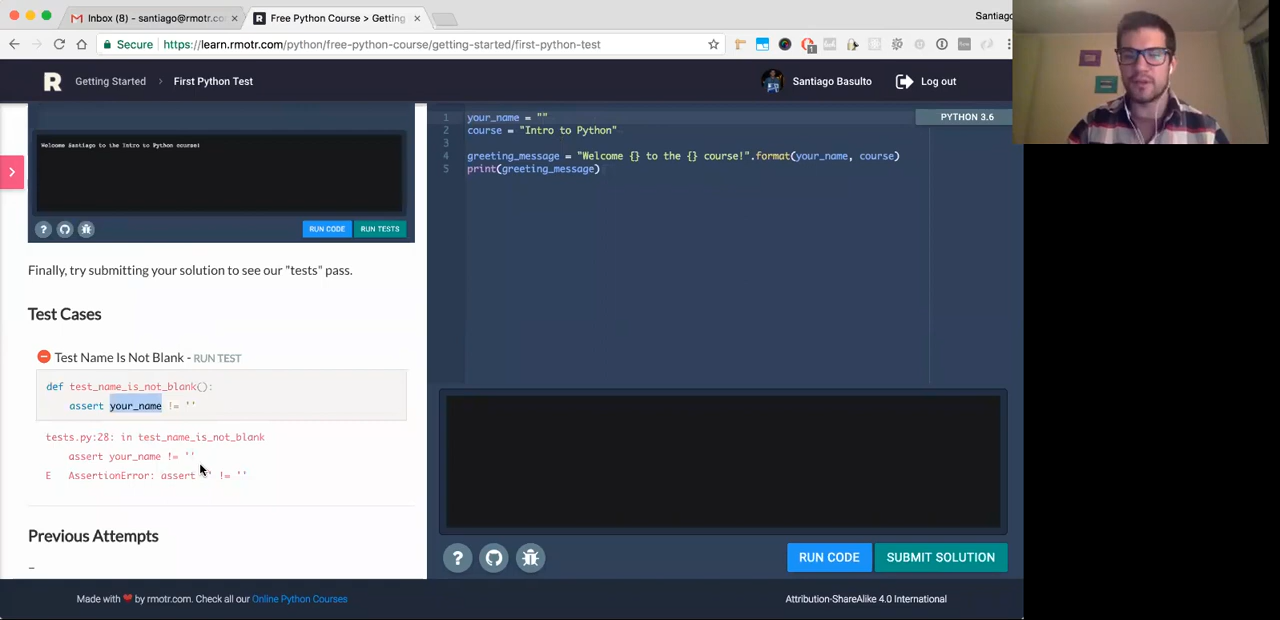 Inbox (8) - santiago@rmotr.co
Free Python Course > Getting
Santiago
Secure
https://learn.rmotr.com/python/free-python-course/getting-started/first-python-test
R
Getting Started
First Python Test
Santiago Basulto
Log out
Welcome Santiago to the Intro to Python course!
?
RUN CODE
RUN TESTS
Finally, try submitting your solution to see our "tests" pass.
Test Cases
Test Name Is Not Blank - RUN TEST
def test_name_is_not_blank():
assert your_name != ''
tests.py:28: in test_name_is_not_blank
assert your_name != ''
E AssertionError: assert '' != ''
Previous Attempts
–
PYTHON 3.6
1 your_name = ""
2 course = "Intro to Python"
3
4 greeting_message = "Welcome {} to the {} course!".format(your_name, course)
5 print(greeting_message)
?
RUN CODE
SUBMIT SOLUTION
Made with ❤ by rmotr.com. Check all our Online Python Courses
Attribution-ShareAlike 4.0 International